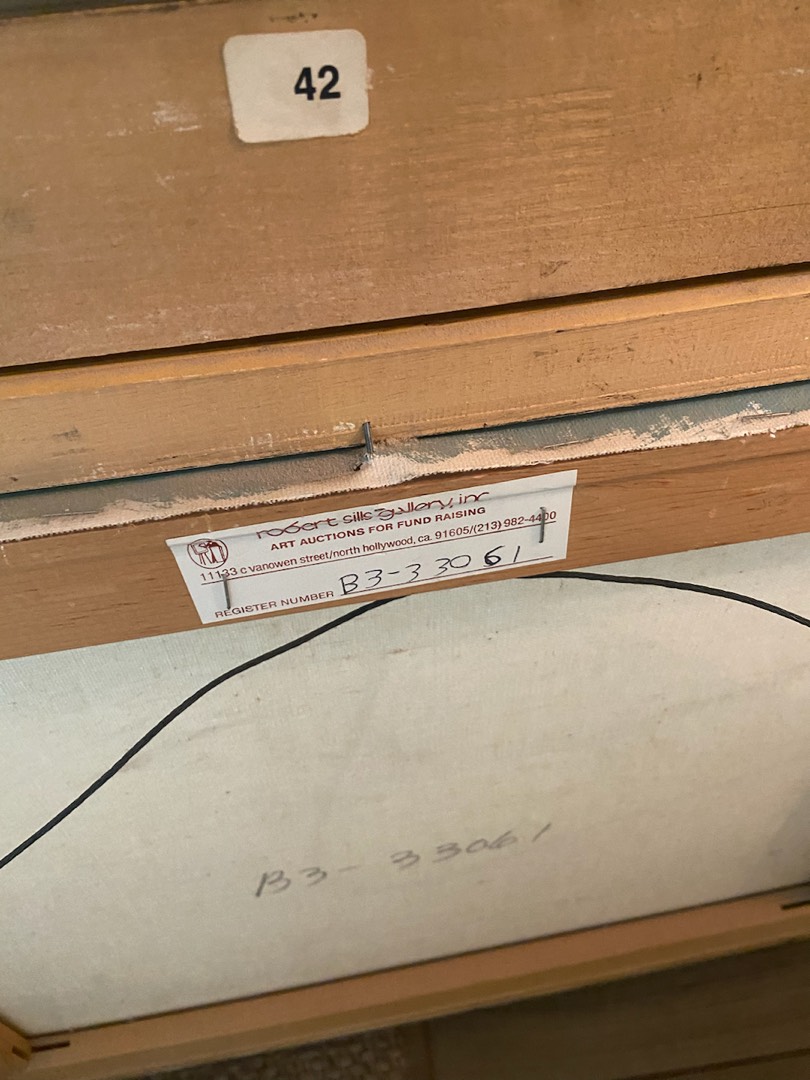 42
robert sills gallery, inc
ART AUCTIONS FOR FUND RAISING
11133 c vanowen street/north hollywood, ca. 91605/(213) 982-4400
REGISTER NUMBER B3-33061
B3-33061